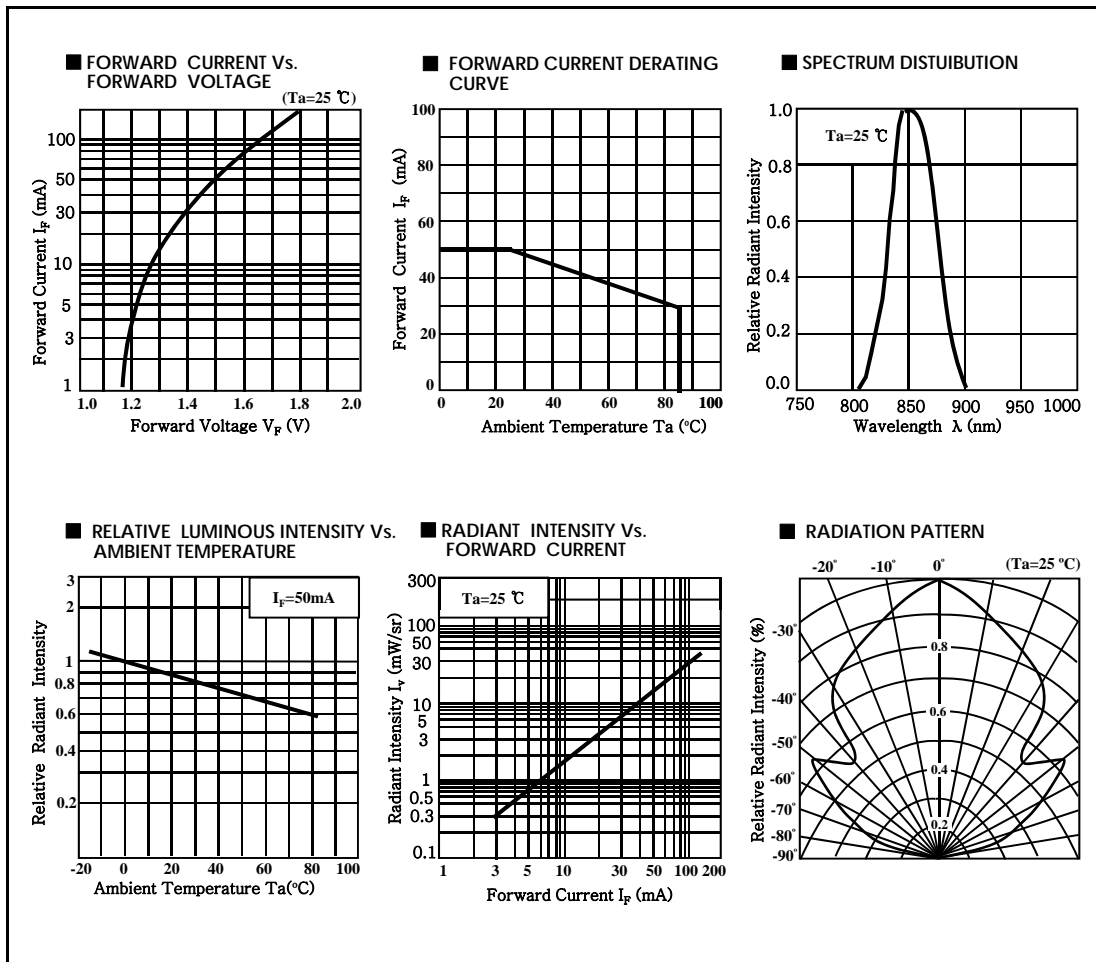 ■ FORWARD CURRENT Vs.
FORWARD VOLTAGE
(Ta=25 ℃)
Forward Current I_F (mA)
100
50
30
10
5
3
1
1.0 1.2 1.4 1.6 1.8 2.0
Forward Voltage V_F (V)
■ FORWARD CURRENT DERATING
CURVE
Forward Current I_F (mA)
100
80
60
40
20
0
0 20 40 60 80 100
Ambient Temperature Ta (°C)
■ SPECTRUM DISTUIBUTION
Ta=25 ℃
Relative Radiant Intensity
1.0
0.8
0.6
0.4
0.2
0.0
750 800 850 900 950 1000
Wavelength λ (nm)
■ RELATIVE LUMINOUS INTENSITY Vs.
AMBIENT TEMPERATURE
I_F=50mA
Relative Radiant Intensity
3
2
1
0.8
0.6
0.4
0.2
-20 0 20 40 60 80 100
Ambient Temperature Ta(°C)
■ RADIANT INTENSITY Vs.
FORWARD CURRENT
Ta=25 ℃
Radiant Intensity I_v (mW/sr)
300
100
50
30
10
5
3
1
0.5
0.3
0.1
1 3 5 10 30 50 100 200
Forward Current I_F (mA)
■ RADIATION PATTERN
-20° -10° 0° (Ta=25 °C)
Relative Radiant Intensity (%)
-30°
-40°
-50°
-60°
-70°
-80°
-90°
0.8
0.6
0.4
0.2